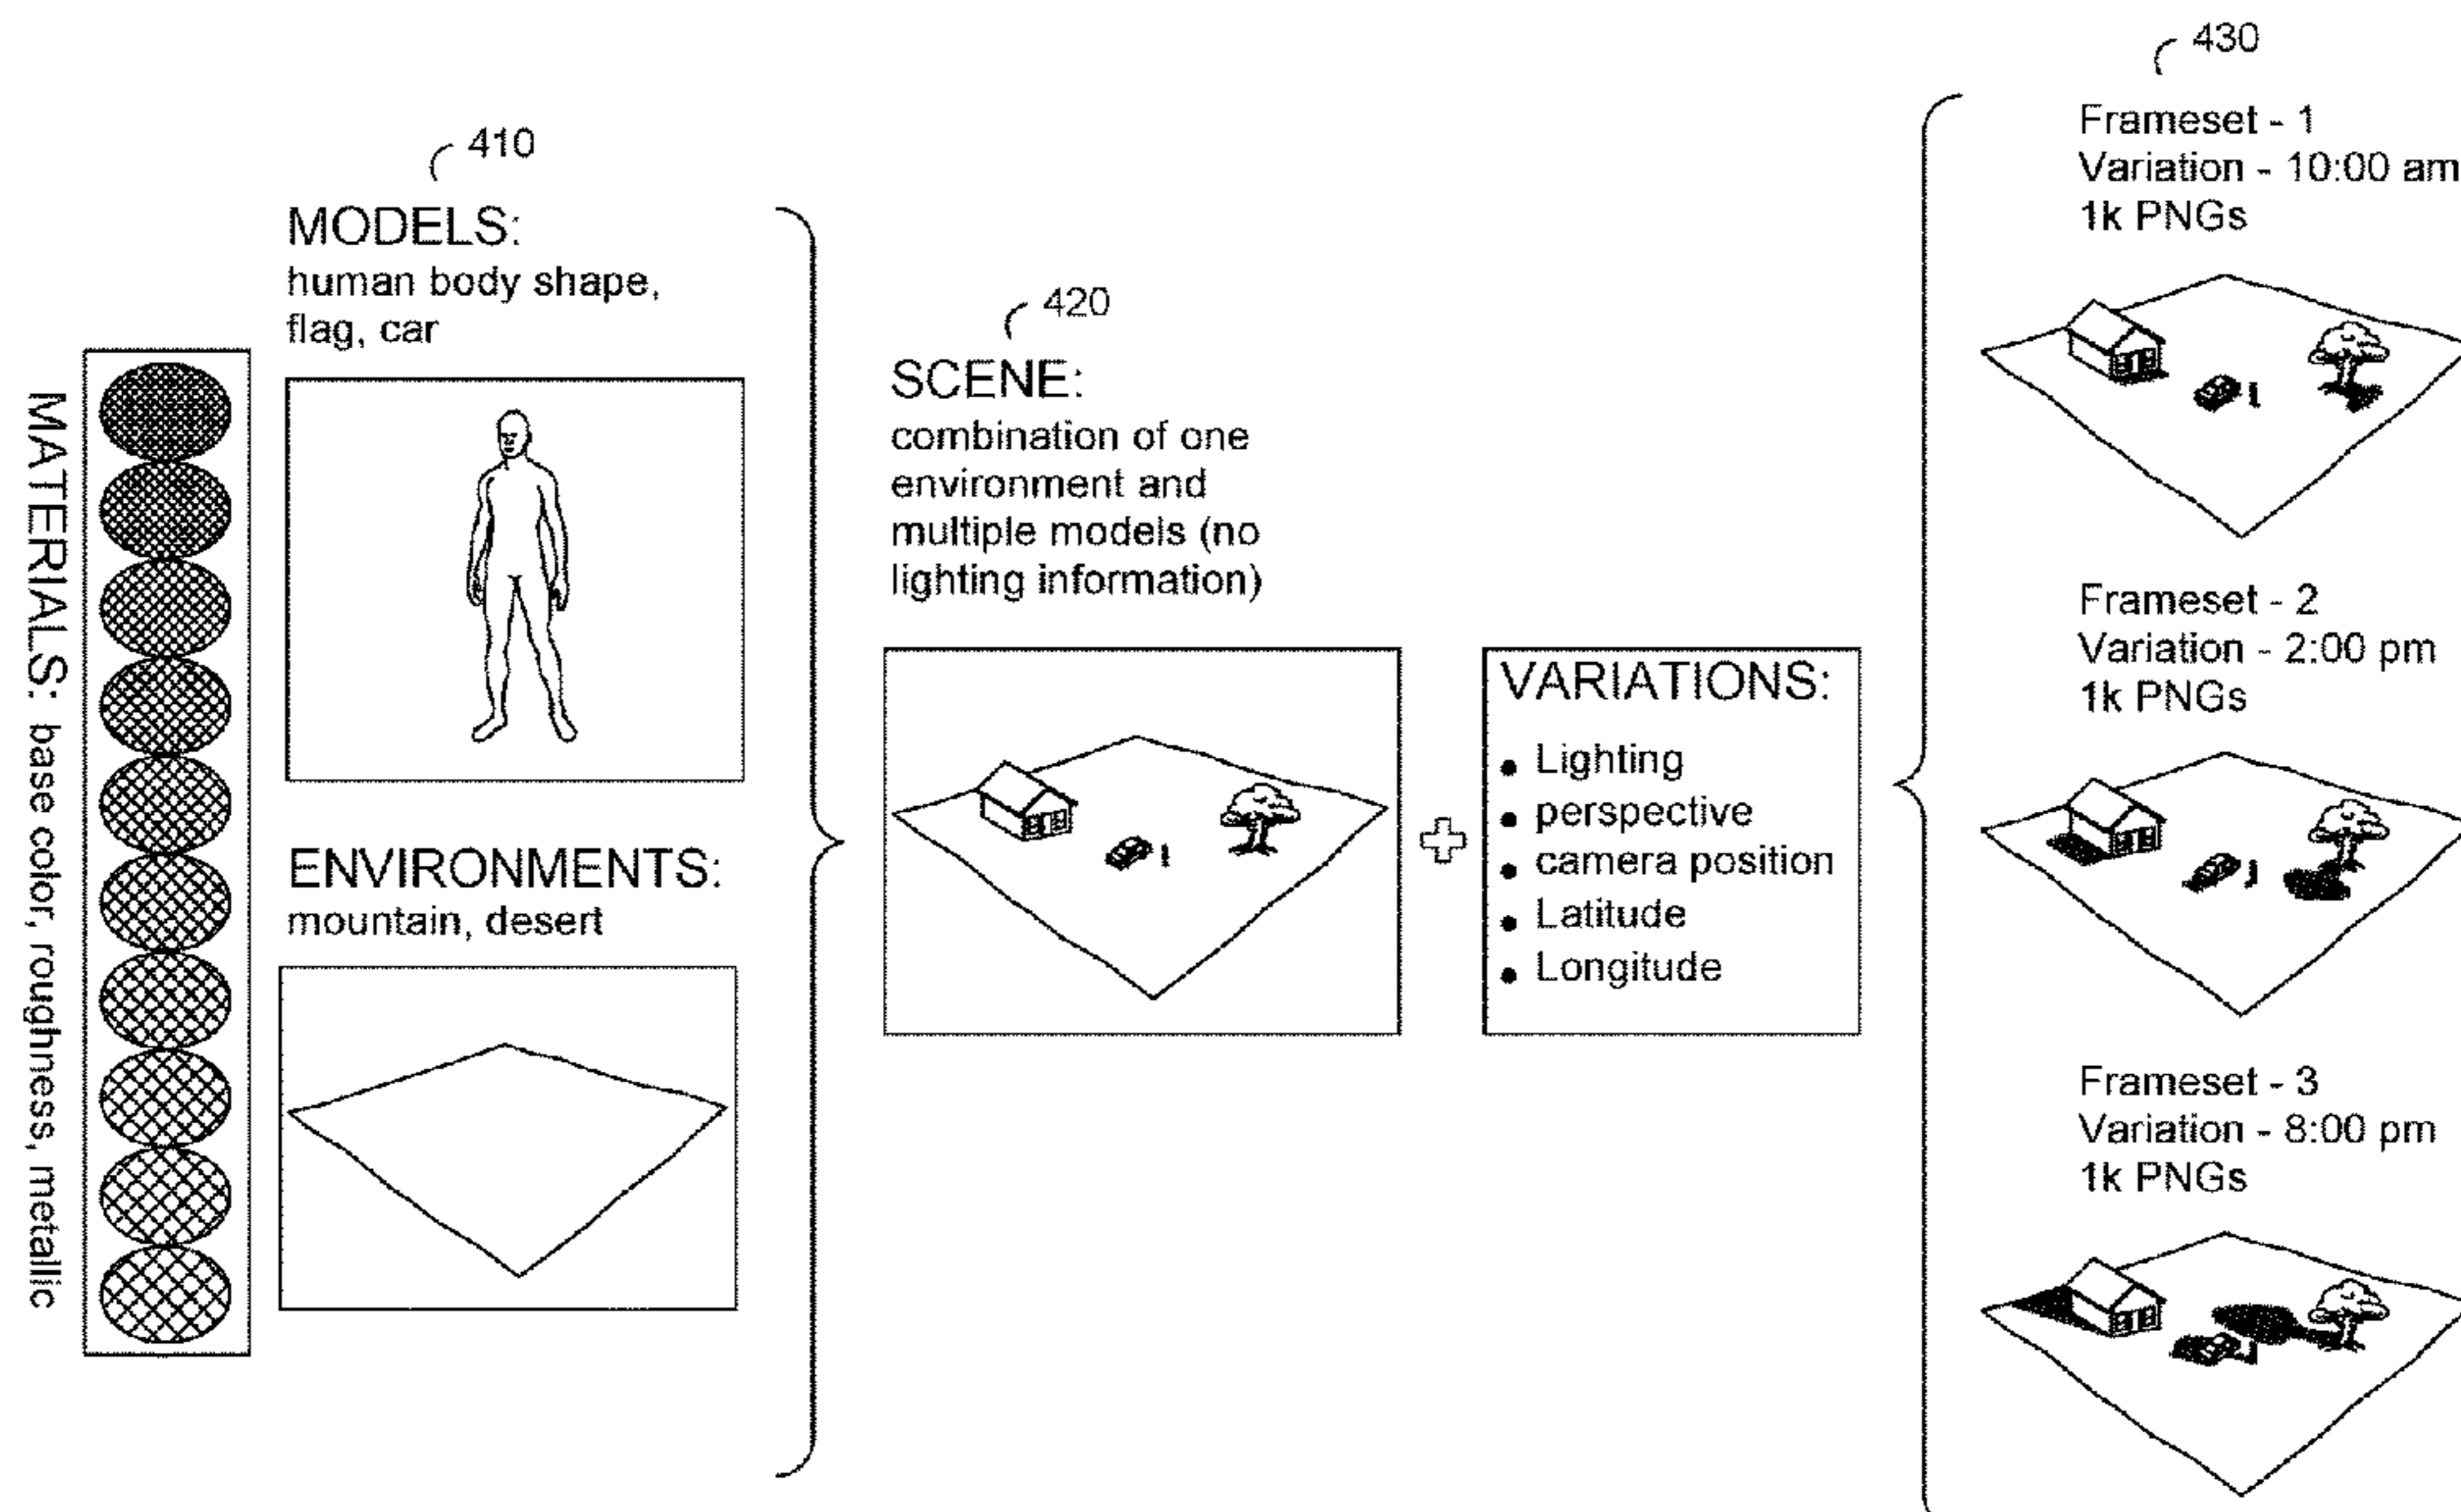 MATERIALS: base color, roughness, metallic
410
MODELS:
human body shape,
flag, car
ENVIRONMENTS:
mountain, desert
420
SCENE:
combination of one
environment and
multiple models (no
lighting information)
VARIATIONS:
• Lighting
• perspective
• camera position
• Latitude
• Longitude
430
Frameset - 1
Variation - 10:00 am
1k PNGs
Frameset - 2
Variation - 2:00 pm
1k PNGs
Frameset - 3
Variation - 8:00 pm
1k PNGs